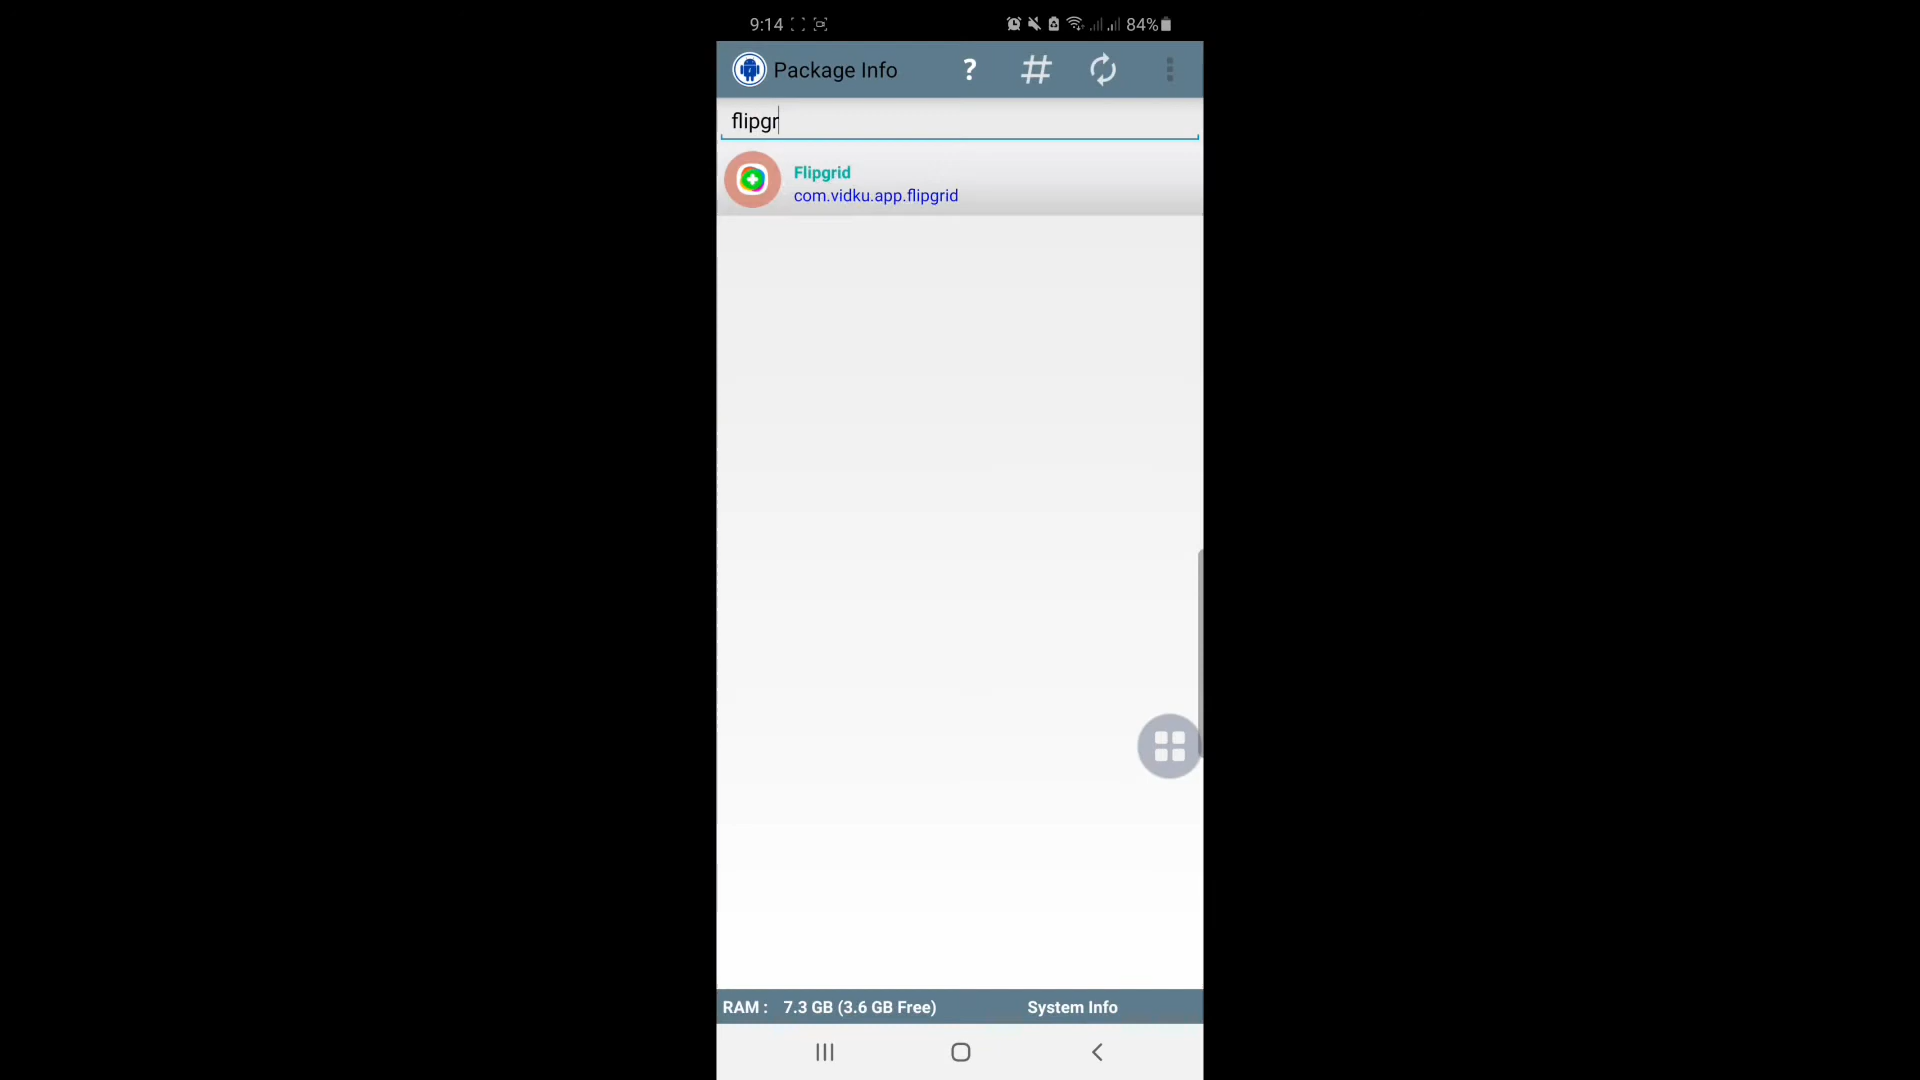 9:14 84%
Package Info ?
flipgr
Flipgrid
com.vidku.app.flipgrid
RAM : 7.3 GB (3.6 GB Free) System Info